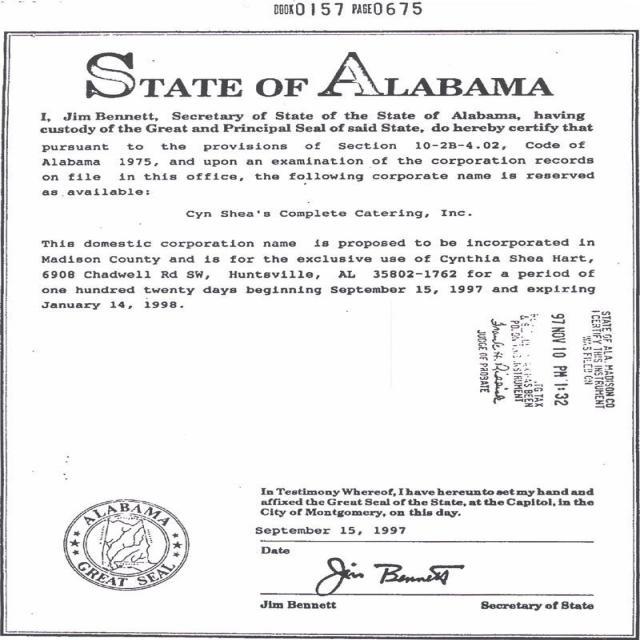 BOOK0157 PAGE0675
STATE OF ALABAMA
I, Jim Bennett, Secretary of State of the State of Alabama, having
custody of the Great and Principal Seal of said State, do hereby certify that
pursuant to the provisions of Section 10-2B-4.02, Code of
Alabama 1975, and upon an examination of the corporation records
on file in this office, the following corporate name is reserved
as available:
Cyn Shea's Complete Catering, Inc.
This domestic corporation name is proposed to be incorporated in
Madison County and is for the exclusive use of Cynthia Shea Hart,
6908 Chadwell Rd SW, Huntsville, AL 35802-1762 for a period of
one hundred twenty days beginning September 15, 1997 and expiring
January 14, 1998.
STATE OF ALA. MADISON CO
I CERTIFY THIS INSTRUMENT
WAS FILED ON
97 NOV 10 PM 1:32
TAX
HAS BEEN
PD. ON THIS INSTRUMENT
JUDGE OF PROBATE
In Testimony Whereof, I have hereunto set my hand and
affixed the Great Seal of the State, at the Capitol, in the
City of Montgomery, on this day.
September 15, 1997
Date
Jim Bennett
Jim Bennett Secretary of State
ALABAMA
GREAT SEAL